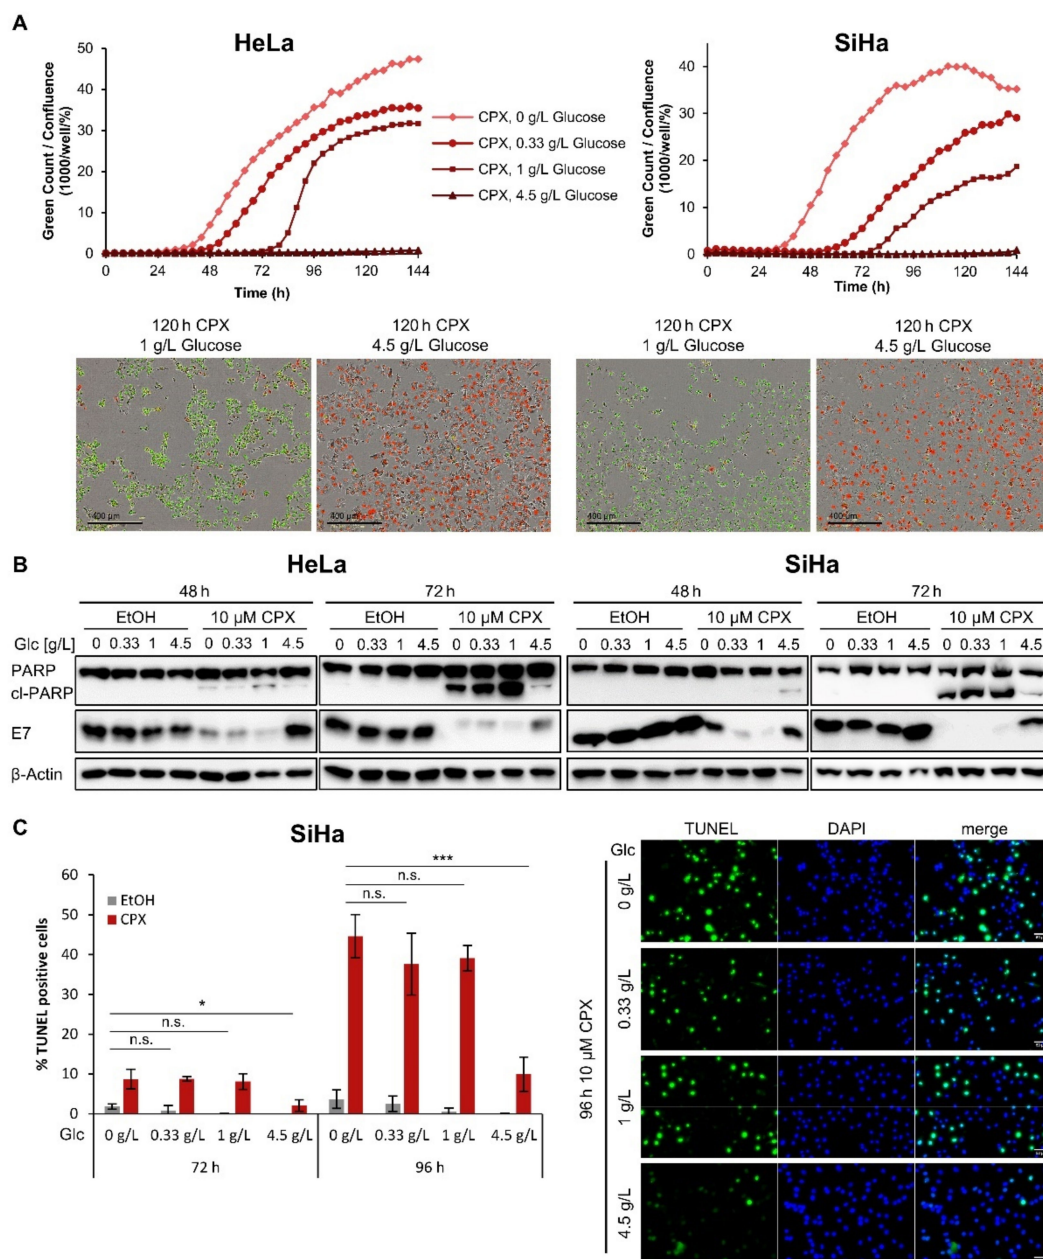 A
HeLa
SiHa
Green Count / Confluence
(1000/well/%)
50
40
30
20
10
0
0 24 48 72 96 120 144
Time (h)
CPX, 0 g/L Glucose
CPX, 0.33 g/L Glucose
CPX, 1 g/L Glucose
CPX, 4.5 g/L Glucose
Green Count / Confluence
(1000/well/%)
40
30
20
10
0
0 24 48 72 96 120 144
Time (h)
120 h CPX
1 g/L Glucose
120 h CPX
4.5 g/L Glucose
120 h CPX
1 g/L Glucose
120 h CPX
4.5 g/L Glucose
400 µm
400 µm
400 µm
400 µm
B
HeLa
SiHa
48 h 72 h 48 h 72 h
EtOH 10 µM CPX EtOH 10 µM CPX EtOH 10 µM CPX EtOH 10 µM CPX
Glc [g/L] 0 0.33 1 4.5 0 0.33 1 4.5 0 0.33 1 4.5 0 0.33 1 4.5 0 0.33 1 4.5 0 0.33 1 4.5 0 0.33 1 4.5 0 0.33 1 4.5
PARP
cl-PARP
E7
β-Actin
C
SiHa
% TUNEL positive cells
60
50
40
30
20
10
0
EtOH
CPX
n.s.
n.s.
*
n.s.
n.s.
***
Glc 0 g/L 0.33 g/L 1 g/L 4.5 g/L 0 g/L 0.33 g/L 1 g/L 4.5 g/L
72 h 96 h
TUNEL DAPI merge
Glc
96 h 10 µM CPX
0 g/L
0.33 g/L
1 g/L
4.5 g/L